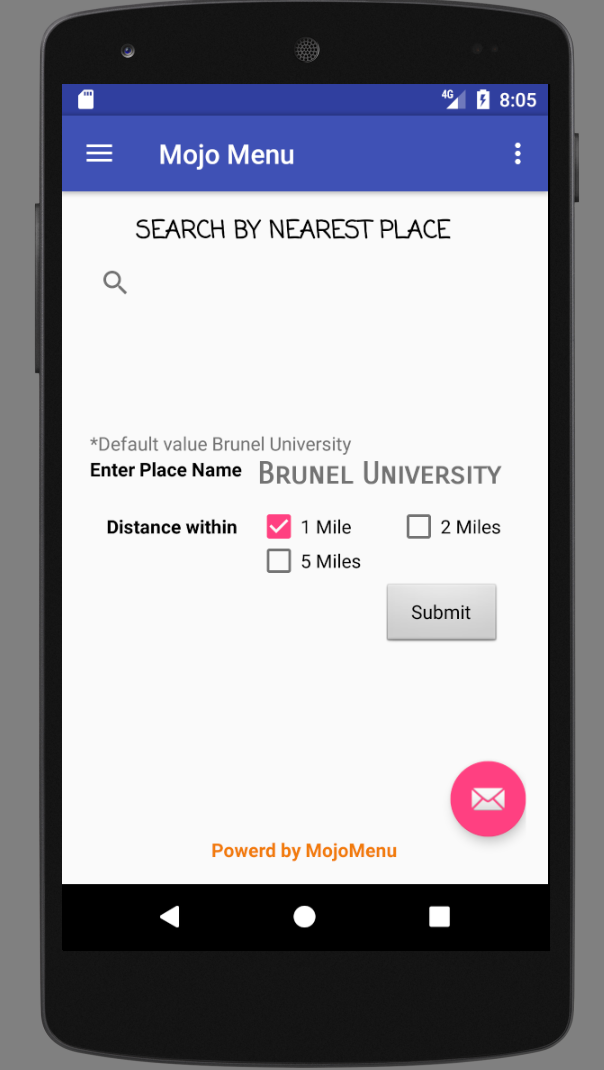 4G 8:05
Mojo Menu
SEARCH BY NEAREST PLACE
*Default value Brunel University
Enter Place Name BRUNEL UNIVERSITY
Distance within 1 Mile 2 Miles
5 Miles
Submit
Powerd by MojoMenu